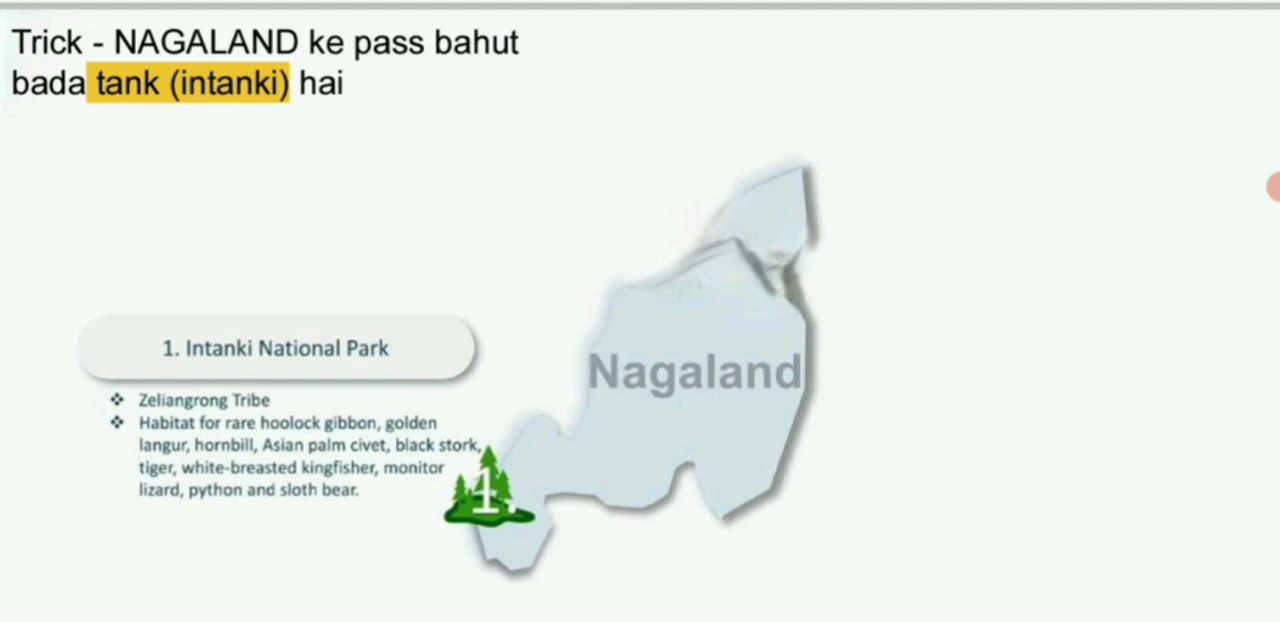 Trick - NAGALAND ke pass bahut
bada tank (intanki) hai
Nagaland
1. Intanki National Park
❖ Zeliangrong Tribe
❖ Habitat for rare hoolock gibbon, golden
langur, hornbill, Asian palm civet, black stork,
tiger, white-breasted kingfisher, monitor
lizard, python and sloth bear.
1.